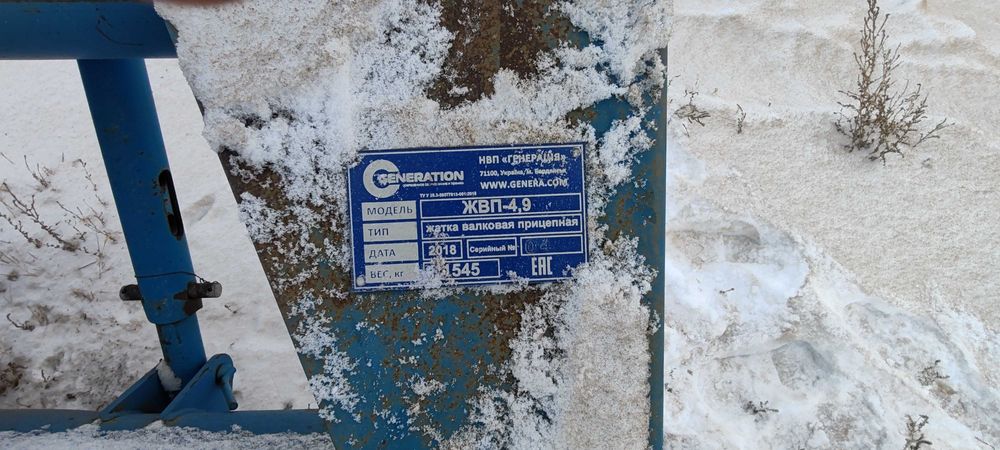 GENERATION
НВП «ГЕНЕРАЦІЯ»
71100, Україна, м. Бердянськ
WWW.GENERA.COM
МОДЕЛЬ ЖВП-4,9
ТИП жатка валковая прицепная
ДАТА 2018 Серийный №
ВЕС, кг 1545 ЕАС